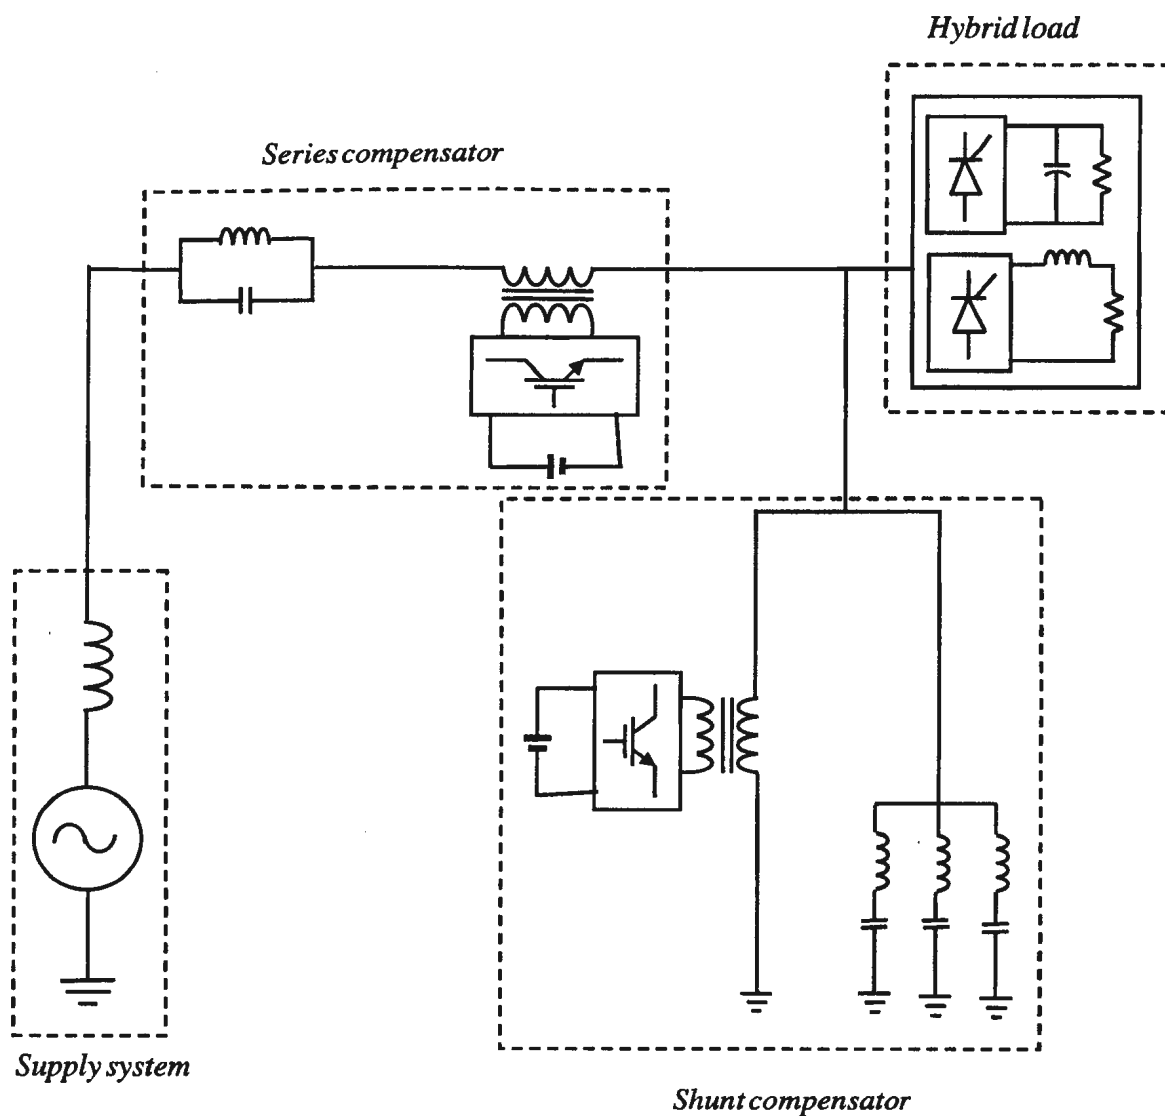 Hybrid load
Series compensator
Supply system
Shunt compensator